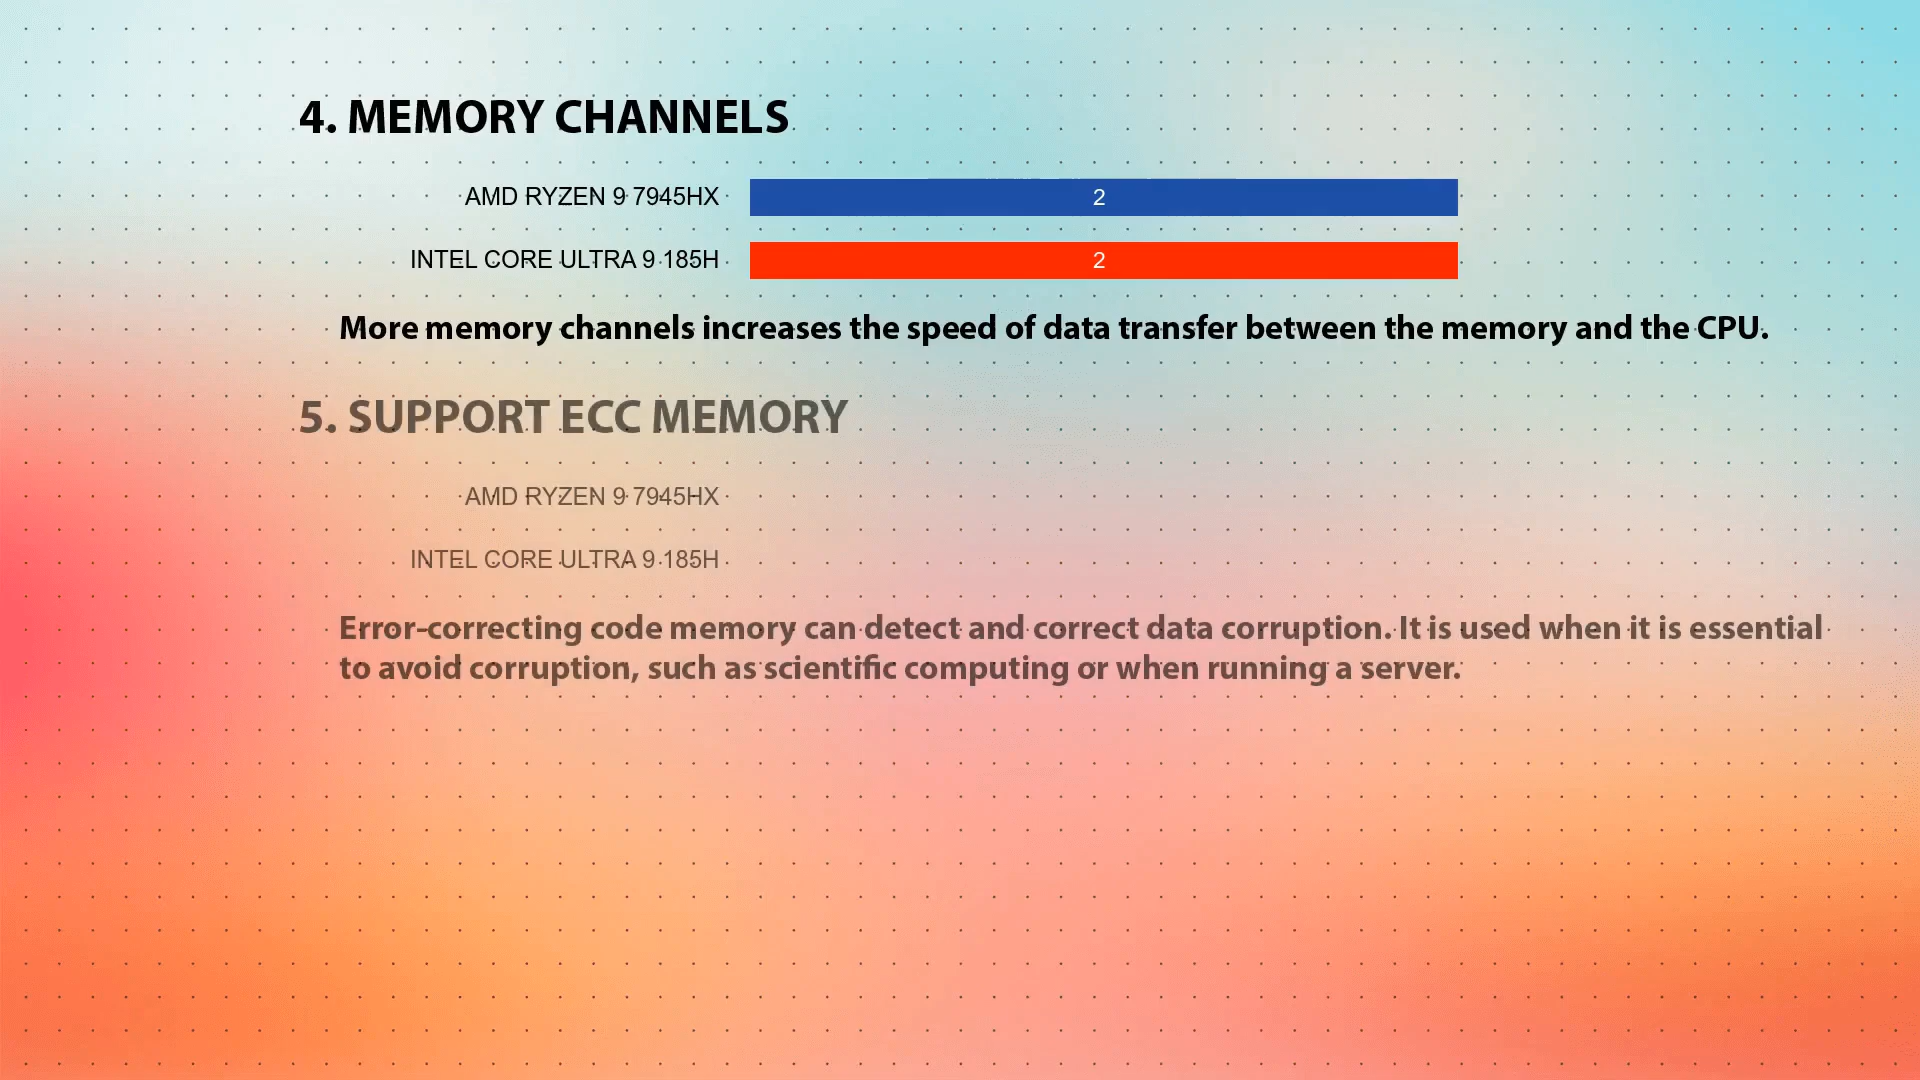 4. MEMORY CHANNELS
AMD RYZEN 9 7945HX
2
INTEL CORE ULTRA 9 185H
2
More memory channels increases the speed of data transfer between the memory and the CPU.
5. SUPPORT ECC MEMORY
AMD RYZEN 9 7945HX
INTEL CORE ULTRA 9 185H
Error-correcting code memory can detect and correct data corruption. It is used when it is essential
to avoid corruption, such as scientific computing or when running a server.